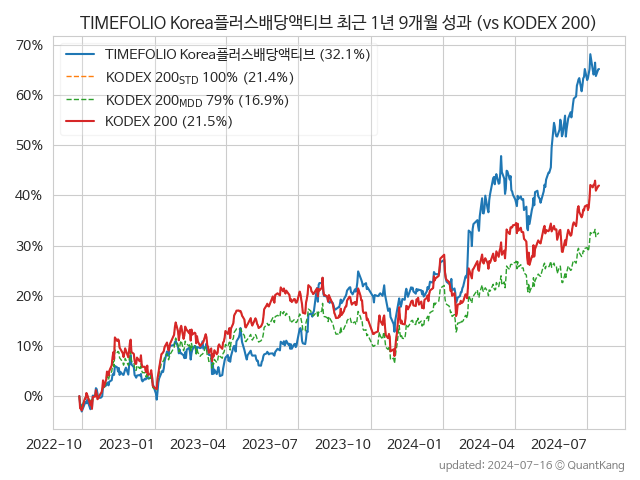 TIMEFOLIO Korea플러스배당액티브 최근 1년 9개월 성과 (vs KODEX 200)
TIMEFOLIO Korea플러스배당액티브 (32.1%)
KODEX 200STD 100% (21.4%)
KODEX 200MDD 79% (16.9%)
KODEX 200 (21.5%)
70%
60%
50%
40%
30%
20%
10%
0%
2022-10 2023-01 2023-04 2023-07 2023-10 2024-01 2024-04 2024-07
updated: 2024-07-16 © QuantKang